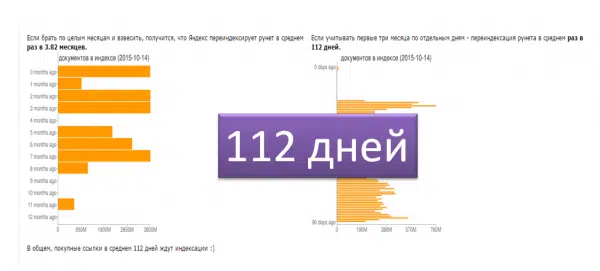 Если брать по целым месяцам и взвесить, получится, что Яндекс переиндексирует рунет в среднем
раз в 3.82 месяцев.
документов в индексе (2015-10-14)
0 months ago
1 months ago
2 months ago
3 months ago
4 months ago
5 months ago
6 months ago
7 months ago
8 months ago
9 months ago
10 months ago
11 months ago
12 months ago
0 950M 1900M 2800M 3800M
Если учитывать первые три месяца по отдельным дням - переиндексация рунета в среднем раз в
112 дней.
документов в индексе (2015-10-14)
0 days ago
90 days ago
0 190M 380M 570M 760M
112 дней
В общем, покупные ссылки в среднем 112 дней ждут индексации :)